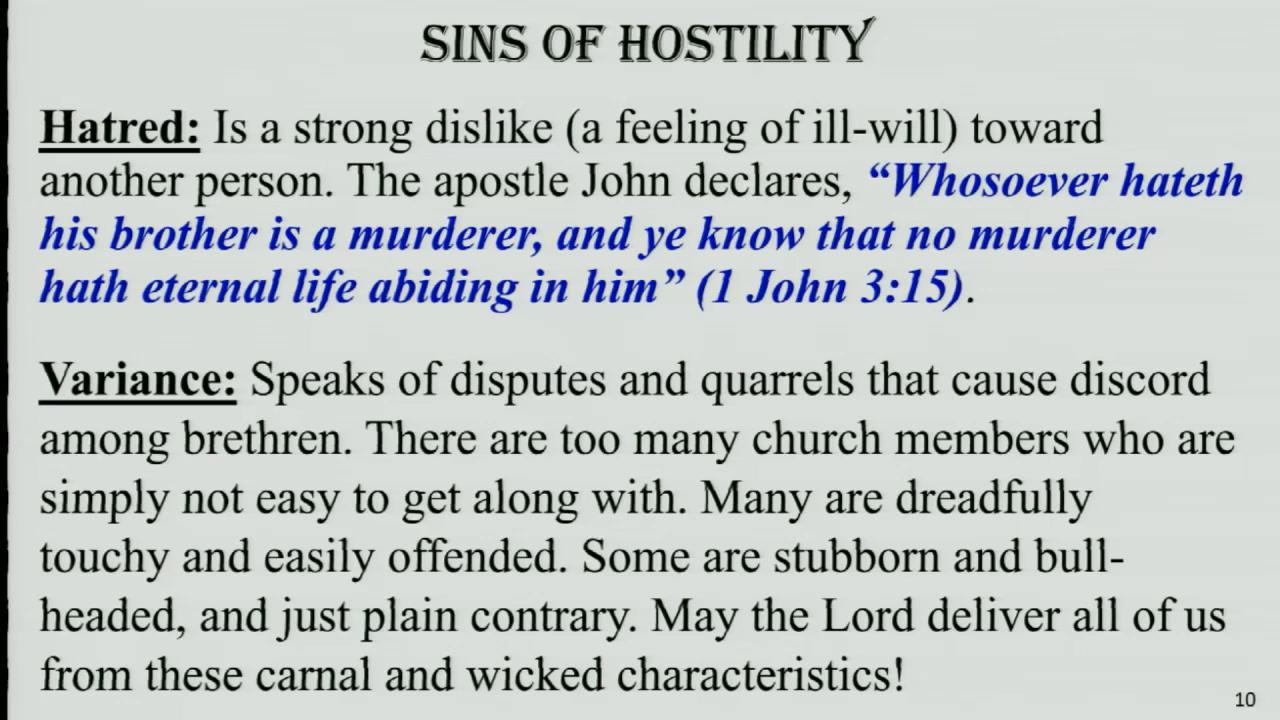 SINS OF HOSTILITY
Hatred: Is a strong dislike (a feeling of ill-will) toward
another person. The apostle John declares, “Whosoever hateth
his brother is a murderer, and ye know that no murderer
hath eternal life abiding in him” (1 John 3:15).
Variance: Speaks of disputes and quarrels that cause discord
among brethren. There are too many church members who are
simply not easy to get along with. Many are dreadfully
touchy and easily offended. Some are stubborn and bull-
headed, and just plain contrary. May the Lord deliver all of us
from these carnal and wicked characteristics!
10